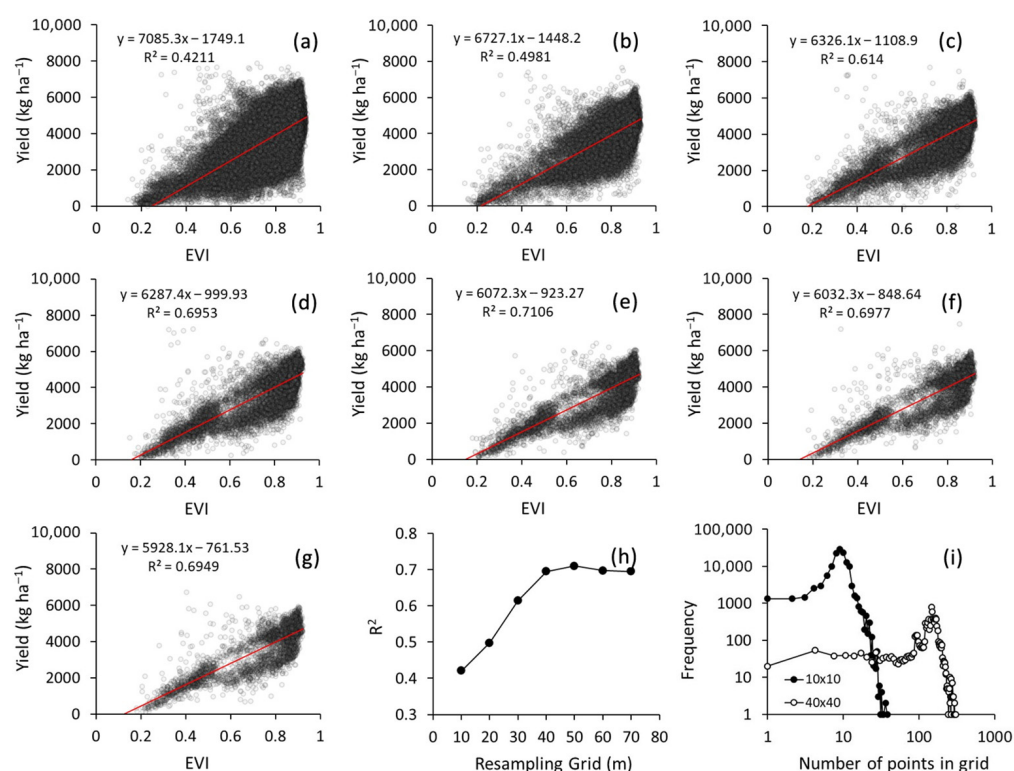 10,000
y = 7085.3x − 1749.1
R² = 0.4211
(a)
8000
6000
4000
2000
0
Yield (kg ha⁻¹)
0 0.2 0.4 0.6 0.8 1
EVI
10,000
y = 6727.1x − 1448.2
R² = 0.4981
(b)
8000
6000
4000
2000
0
Yield (kg ha⁻¹)
0 0.2 0.4 0.6 0.8 1
EVI
10,000
y = 6326.1x − 1108.9
R² = 0.614
(c)
8000
6000
4000
2000
0
Yield (kg ha⁻¹)
0 0.2 0.4 0.6 0.8 1
EVI
10,000
y = 6287.4x − 999.93
R² = 0.6953
(d)
8000
6000
4000
2000
0
Yield (kg ha⁻¹)
0 0.2 0.4 0.6 0.8 1
EVI
10,000
y = 6072.3x − 923.27
R² = 0.7106
(e)
8000
6000
4000
2000
0
Yield (kg ha⁻¹)
0 0.2 0.4 0.6 0.8 1
EVI
10,000
y = 6032.3x − 848.64
R² = 0.6977
(f)
8000
6000
4000
2000
0
Yield (kg ha⁻¹)
0 0.2 0.4 0.6 0.8 1
EVI
10,000
y = 5928.1x − 761.53
R² = 0.6949
(g)
8000
6000
4000
2000
0
Yield (kg ha⁻¹)
0 0.2 0.4 0.6 0.8 1
EVI
0.8
(h)
0.7
0.6
0.5
0.4
0.3
R²
0 10 20 30 40 50 60 70 80
Resampling Grid (m)
100,000
(i)
10,000
1000
100
10
1
Frequency
10x10
40x40
1 10 100 1000
Number of points in grid